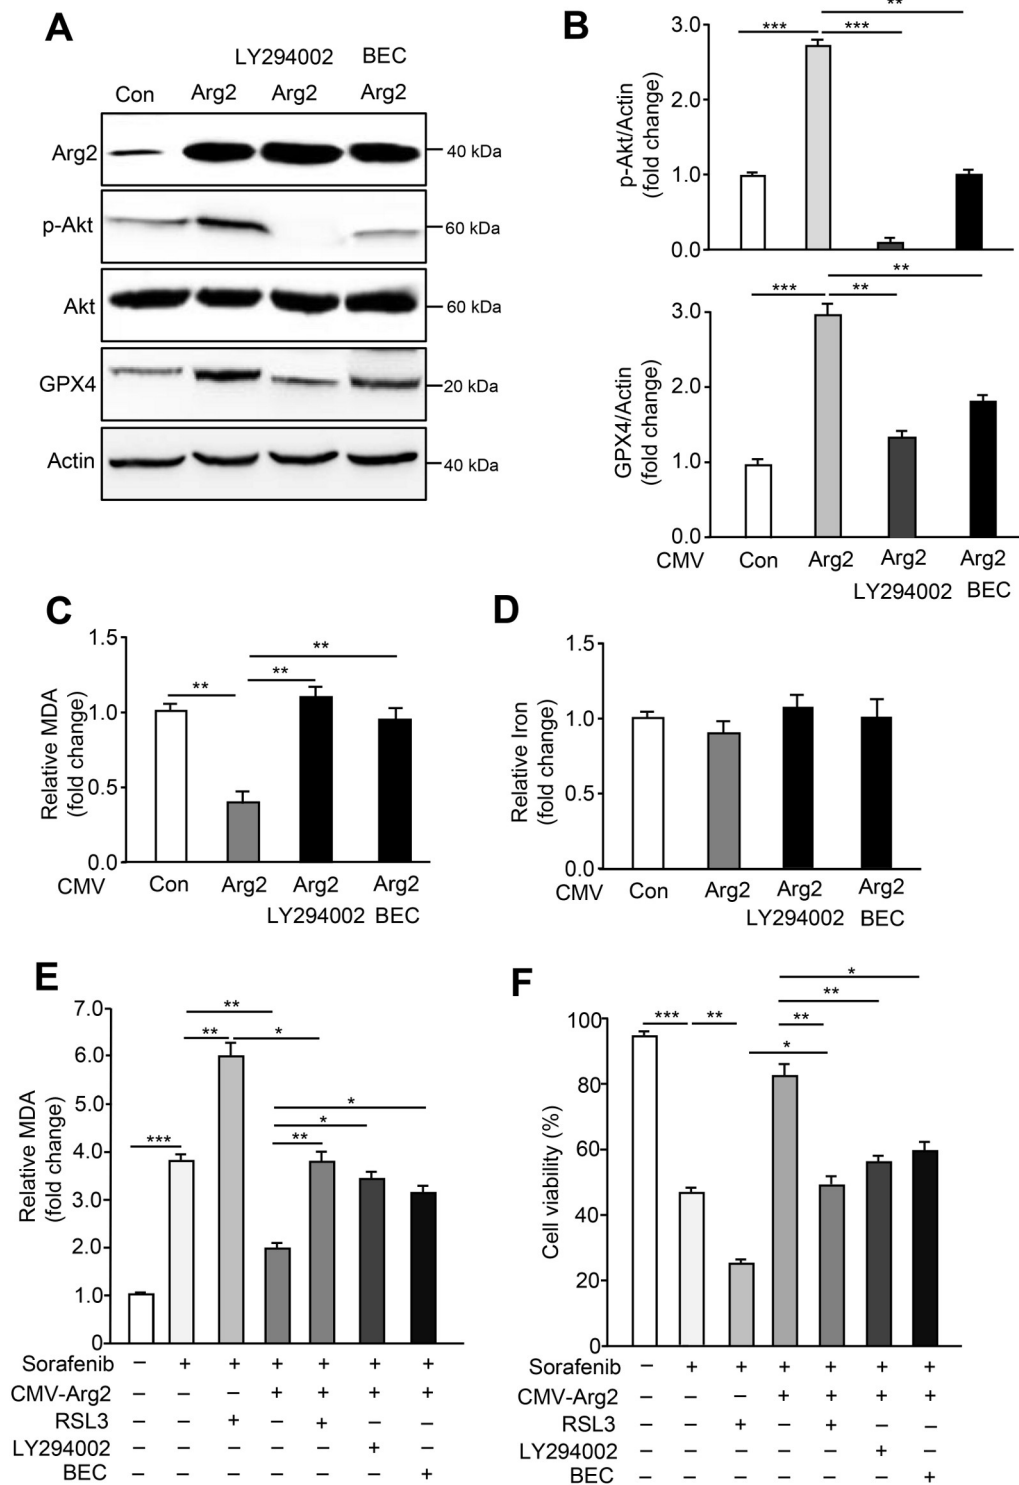 A
LY294002 BEC
Con Arg2 Arg2 Arg2
Arg2 40 kDa
p-Akt 60 kDa
Akt 60 kDa
GPX4 20 kDa
Actin 40 kDa
B
**
*** ***
3.0
2.0
1.0
0.0
p-Akt/Actin
(fold change)
**
*** **
3.0
2.0
1.0
0.0
GPX4/Actin
(fold change)
CMV Con Arg2 Arg2 Arg2
LY294002 BEC
C
**
** **
1.5
1.0
0.5
0.0
Relative MDA
(fold change)
CMV Con Arg2 Arg2 Arg2
LY294002 BEC
D
1.5
1.0
0.5
0.0
Relative Iron
(fold change)
CMV Con Arg2 Arg2 Arg2
LY294002 BEC
E
**
** *
*
*
*** **
7.0
6.0
5.0
4.0
3.0
2.0
1.0
0
Relative MDA
(fold change)
Sorafenib – + + + + + +
CMV-Arg2 – – – + + + +
RSL3 – – + – + – –
LY294002 – – – – – + –
BEC – – – – – – +
F
*
**
*** ** **
*
100
80
60
40
20
0
Cell viability (%)
Sorafenib – + + + + + +
CMV-Arg2 – – – + + + +
RSL3 – – + – + – –
LY294002 – – – – – + –
BEC – – – – – – +